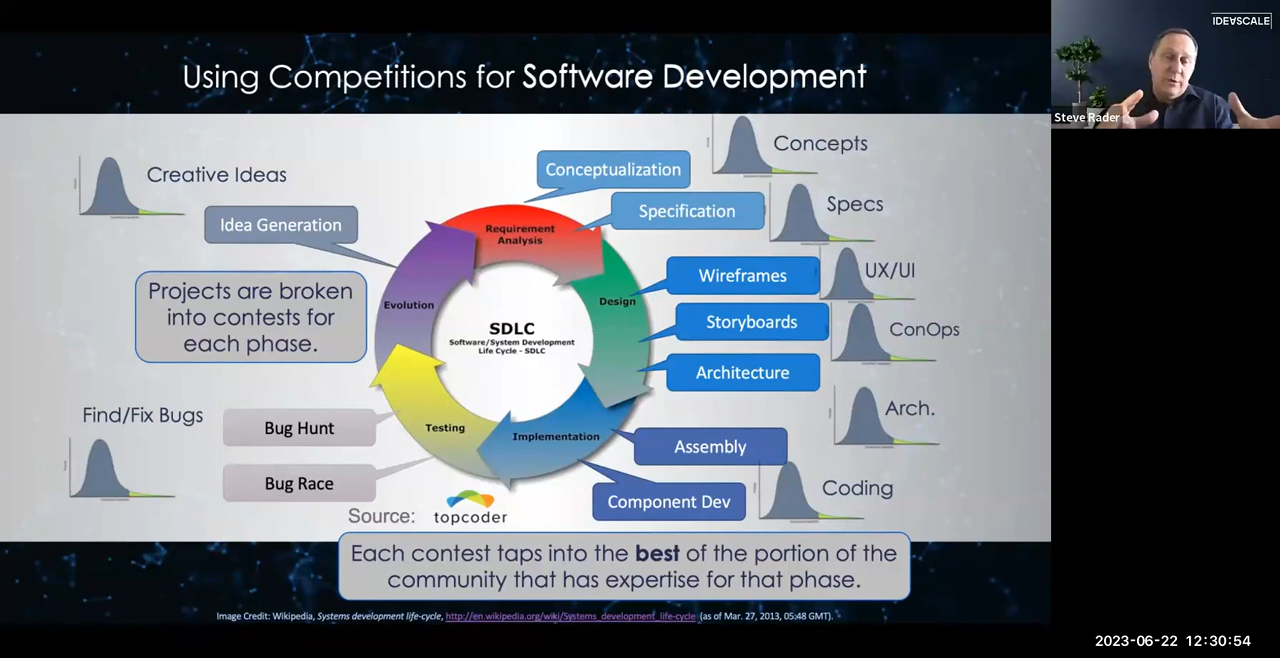 Using Competitions for Software Development
IDEASCALE
Steve Rader
Concepts
Creative Ideas
Conceptualization
Specification
Specs
Idea Generation
Requirement
Analysis
Wireframes
UX/UI
Projects are broken
into contests for
each phase.
Evolution
Design
SDLC
Software/System Development
Life Cycle - SDLC
Storyboards
ConOps
Architecture
Arch.
Find/Fix Bugs
Bug Hunt
Testing
Implementation
Assembly
Bug Race
Component Dev
Coding
Source:
topcoder
Each contest taps into the best of the portion of the
community that has expertise for that phase.
Image Credit: Wikipedia, Systems development life-cycle, http://en.wikipedia.org/wiki/Systems_development_life-cycle (as of Mar. 27, 2013, 05:48 GMT).
2023-06-22 12:30:54